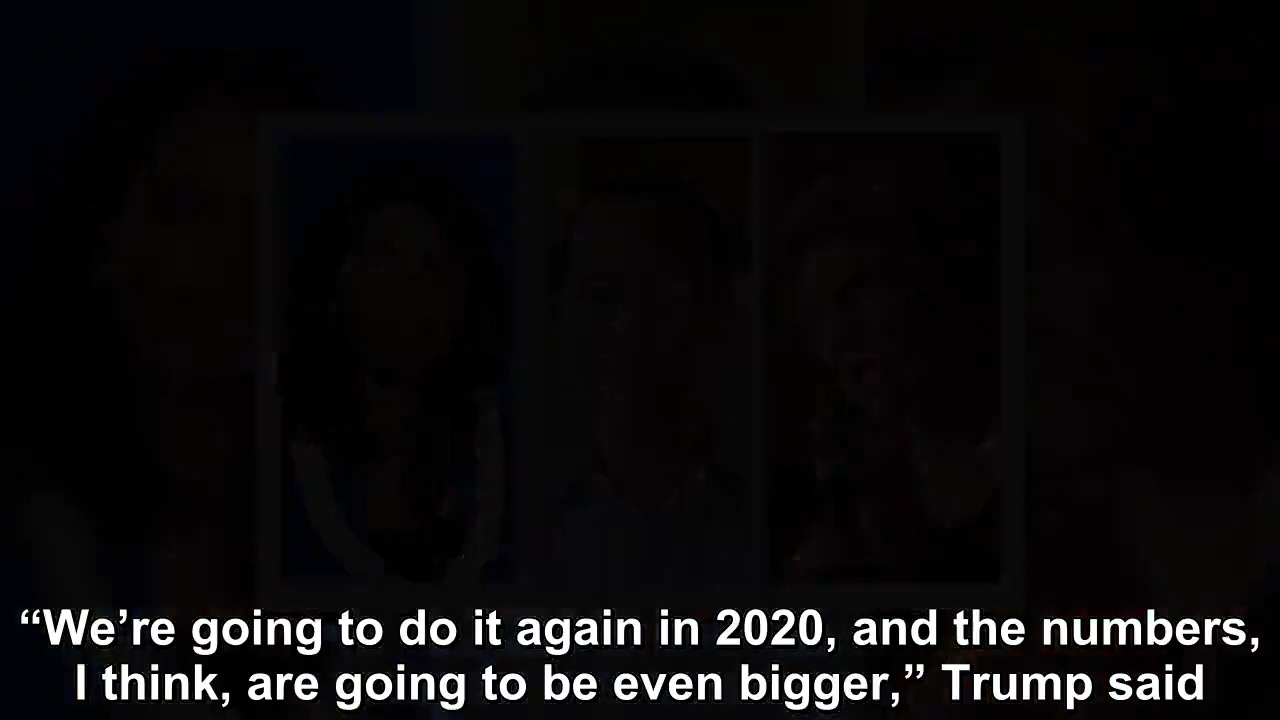 “We’re going to do it again in 2020, and the numbers,
I think, are going to be even bigger,” Trump said